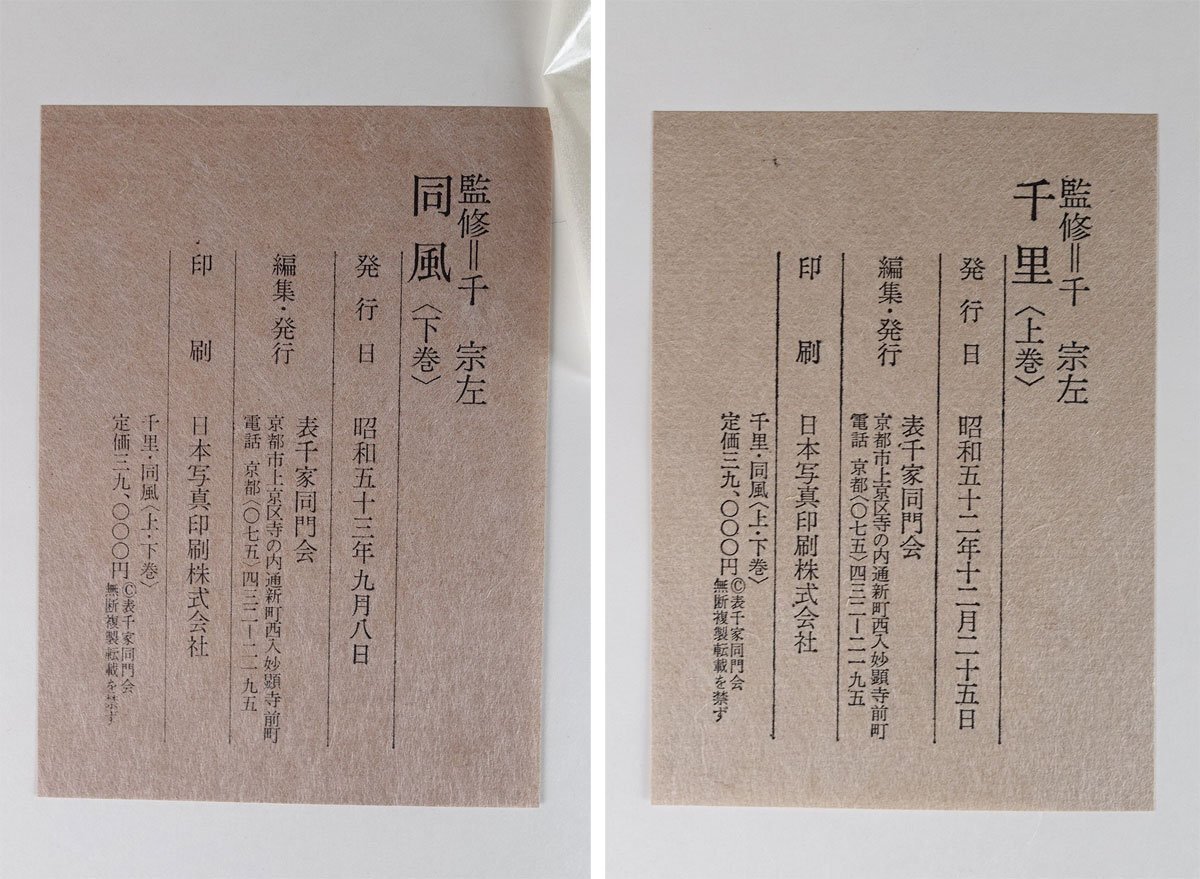 監修＝千　宗左
同風〈下巻〉
発行日　昭和五十三年九月八日
編集・発行　表千家同門会
京都市上京区寺の内通新町西入妙顕寺前町
電話　京都〈〇七五〉四三二ー二一九五
印刷　日本写真印刷株式会社
千里・同風〈上・下巻〉
定価三九、〇〇〇円
©表千家同門会
無断複製転載を禁ず
監修＝千　宗左
千里〈上巻〉
発行日　昭和五十二年十二月二十五日
編集・発行　表千家同門会
京都市上京区寺の内通新町西入妙顕寺前町
電話　京都〈〇七五〉四三二ー二一九五
印刷　日本写真印刷株式会社
千里・同風〈上・下巻〉
定価三九、〇〇〇円
©表千家同門会
無断複製転載を禁ず